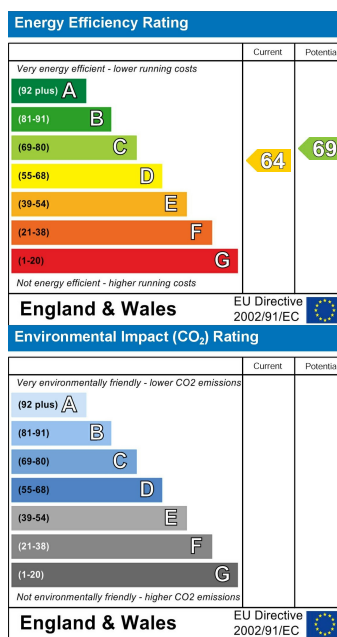 Energy Efficiency Rating
Current Potentia
Very energy efficient - lower running costs
(92 plus) A
(81-91) B
(69-80) C
(55-68) D
(39-54) E
(21-38) F
(1-20) G
64
69
Not energy efficient - higher running costs
England & Wales
EU Directive
2002/91/EC
Environmental Impact (CO₂) Rating
Current Potentia
Very environmentally friendly - lower CO2 emissions
(92 plus) A
(81-91) B
(69-80) C
(55-68) D
(39-54) E
(21-38) F
(1-20) G
Not environmentally friendly - higher CO2 emissions
England & Wales
EU Directive
2002/91/EC